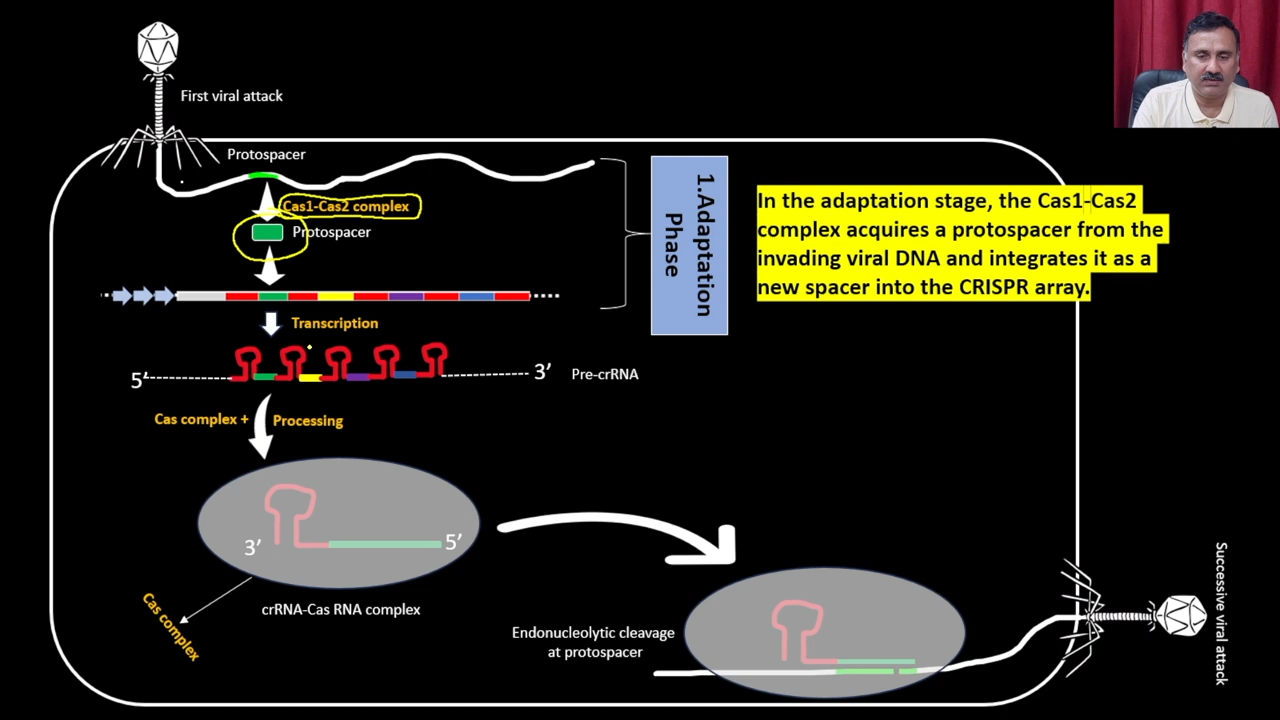 First viral attack
Protospacer
Cas1-Cas2 complex
Protospacer
1.Adaptation
Phase
In the adaptation stage, the Cas1-Cas2
complex acquires a protospacer from the
invading viral DNA and integrates it as a
new spacer into the CRISPR array.
Transcription
5’
3’
Pre-crRNA
Cas complex +
Processing
3’
5’
Cas complex
crRNA-Cas RNA complex
Endonucleolytic cleavage
at protospacer
Successive viral attack